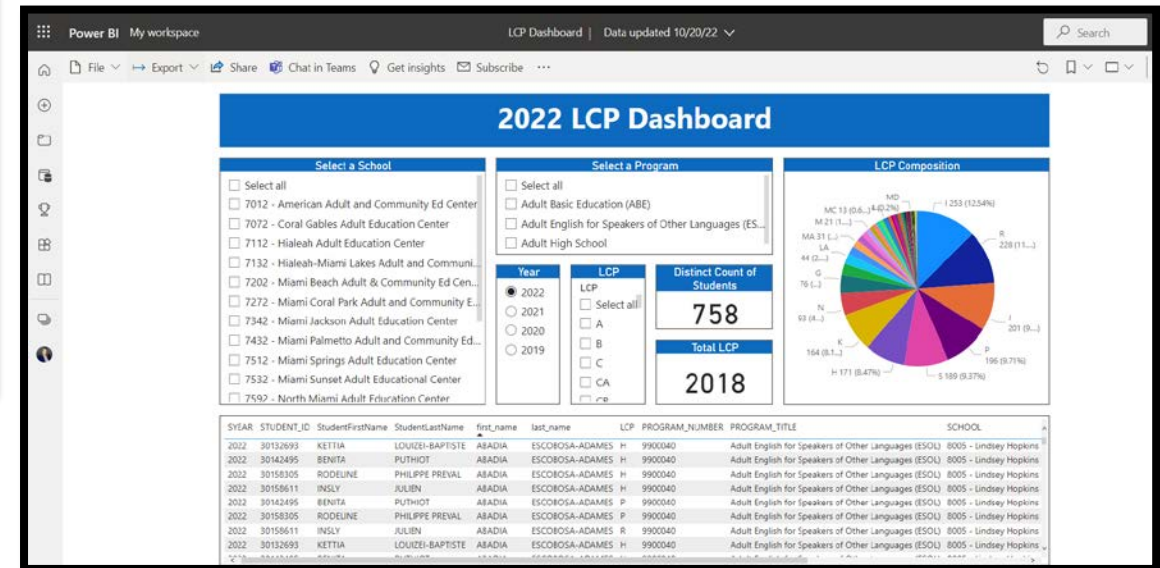 Power BI My workspace LCP Dashboard | Data updated 10/20/22 Search
File Export Share Chat in Teams Get insights Subscribe ...
2022 LCP Dashboard
Select a School
Select all
7012 - American Adult and Community Ed Center
7072 - Coral Gables Adult Education Center
7112 - Hialeah Adult Education Center
7132 - Hialeah-Miami Lakes Adult and Communi...
7202 - Miami Beach Adult & Community Ed Cen...
7272 - Miami Coral Park Adult and Community E...
7342 - Miami Jackson Adult Education Center
7432 - Miami Palmetto Adult and Community Ed...
7512 - Miami Springs Adult Education Center
7532 - Miami Sunset Adult Educational Center
7592 - North Miami Adult Education Center
Select a Program
Select all
Adult Basic Education (ABE)
Adult English for Speakers of Other Languages (ES...
Adult High School
Year
2022
2021
2020
2019
LCP
LCP
Select all
A
B
C
CA
CP
Distinct Count of Students
758
Total LCP
2018
LCP Composition
MD
4 (0.2%)
MC 13 (0.6...)
M 21 (1....)
MA 31 (...)
LA
44 (2....)
G
76 (...)
N
93 (4...)
K
164 (8.1...)
H 171 (8.47%)
S 189 (9.37%)
P
196 (9.71%)
I
201 (9....)
R
228 (11....)
I 253 (12.54%)
SYEAR STUDENT_ID StudentFirstName StudentLastName first_name last_name LCP PROGRAM_NUMBER PROGRAM_TITLE SCHOOL
2022 30132693 KETTIA LOUIZEI-BAPTISTE ABADIA ESCOBOSA-ADAMES H 9900040 Adult English for Speakers of Other Languages (ESOL) 8005 - Lindsey Hopkins
2022 30142495 BENITA PUTHIOT ABADIA ESCOBOSA-ADAMES H 9900040 Adult English for Speakers of Other Languages (ESOL) 8005 - Lindsey Hopkins
2022 30158305 RODELINE PHILIPPE PREVAL ABADIA ESCOBOSA-ADAMES H 9900040 Adult English for Speakers of Other Languages (ESOL) 8005 - Lindsey Hopkins
2022 30158611 INSLY JULIEN ABADIA ESCOBOSA-ADAMES H 9900040 Adult English for Speakers of Other Languages (ESOL) 8005 - Lindsey Hopkins
2022 30142495 BENITA PUTHIOT ABADIA ESCOBOSA-ADAMES P 9900040 Adult English for Speakers of Other Languages (ESOL) 8005 - Lindsey Hopkins
2022 30158305 RODELINE PHILIPPE PREVAL ABADIA ESCOBOSA-ADAMES P 9900040 Adult English for Speakers of Other Languages (ESOL) 8005 - Lindsey Hopkins
2022 30158611 INSLY JULIEN ABADIA ESCOBOSA-ADAMES R 9900040 Adult English for Speakers of Other Languages (ESOL) 8005 - Lindsey Hopkins
2022 30132693 KETTIA LOUIZEI-BAPTISTE ABADIA ESCOBOSA-ADAMES H 9900040 Adult English for Speakers of Other Languages (ESOL) 8005 - Lindsey Hopkins